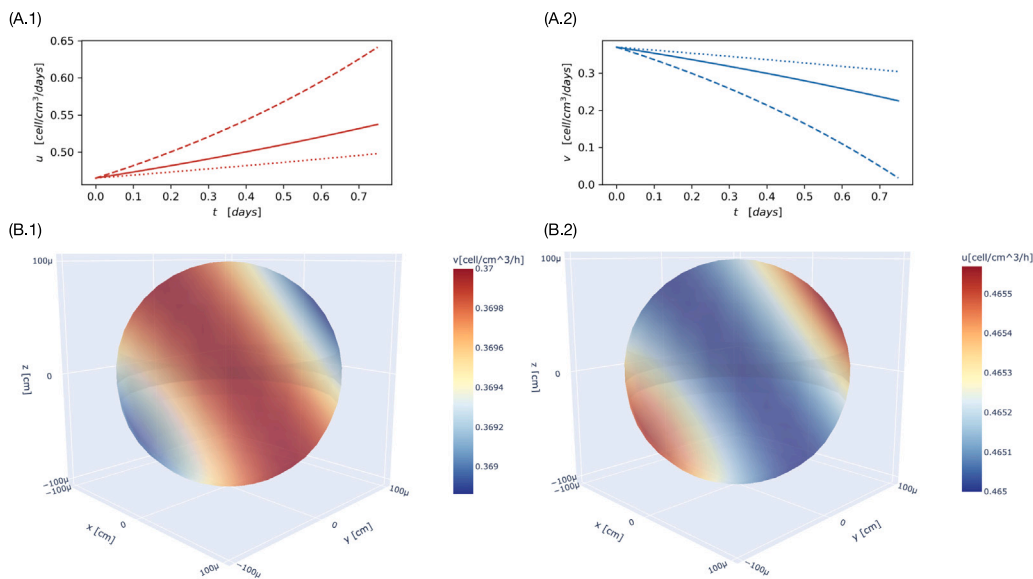 (A.1)
0.65
0.60
0.55
0.50
u [cell/cm³/days]
0.0 0.1 0.2 0.3 0.4 0.5 0.6 0.7
t [days]
(A.2)
0.3
0.2
0.1
0.0
v [cell/cm³/days]
0.0 0.1 0.2 0.3 0.4 0.5 0.6 0.7
t [days]
(B.1)
100μ
0
−100μ
z [cm]
−100μ
0
100μ
x [cm]
−100μ
0
100μ
y [cm]
v[cell/cm^3/h]
0.37
0.3698
0.3696
0.3694
0.3692
0.369
(B.2)
100μ
0
−100μ
z [cm]
−100μ
0
100μ
x [cm]
−100μ
0
100μ
y [cm]
u[cell/cm^3/h]
0.4655
0.4654
0.4653
0.4652
0.4651
0.465